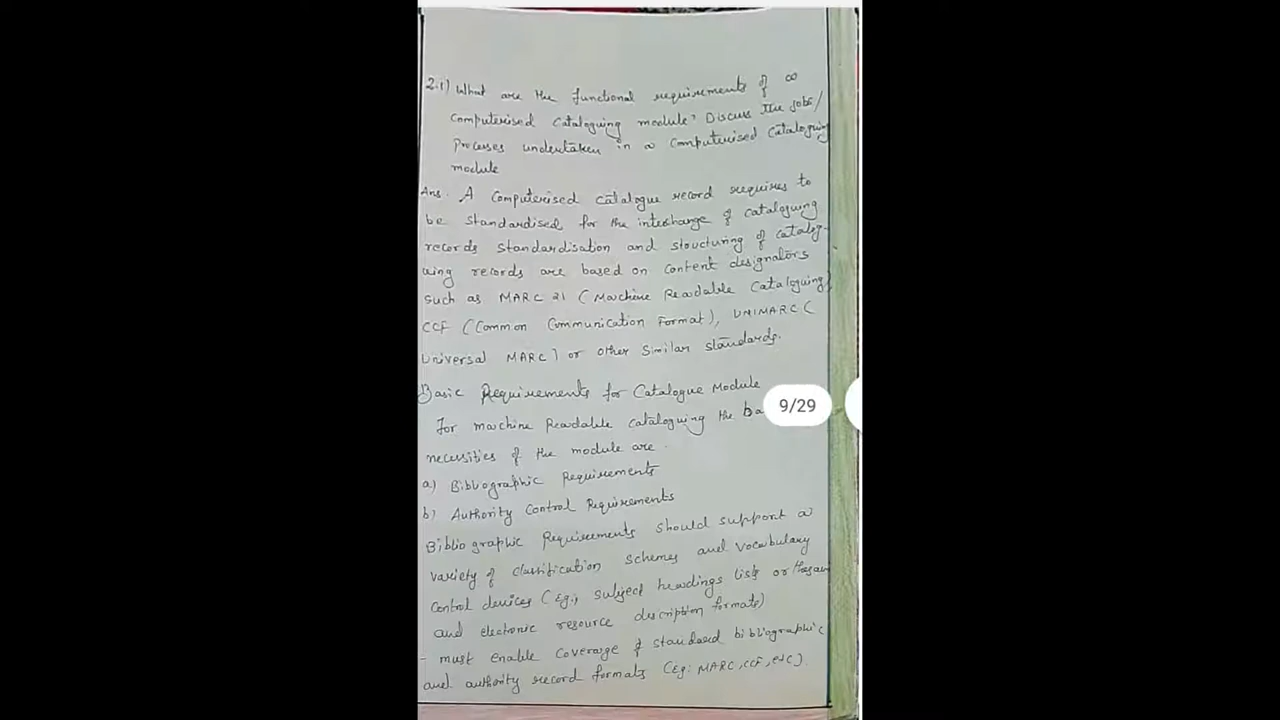 2.1) What are the functional requirements of a
computerised cataloguing module? Discuss the jobs/
processes undertaken in a computerised cataloguing
module
Ans. A computerised catalogue record requires to
be standardised for the interchange of cataloguing
records standardisation and structuring of catalog-
uing records are based on content designators
such as MARC 21 (Machine Readable Cataloguing)
CCF (Common Communication Format), UNIMARC (
Universal MARC) or other similar standards.
Basic Requirements for Catalogue Module
9/29
For machine Readable cataloguing the ba
necessities of the module are
a) Bibliographic Requirements
b) Authority Control Requirements
Bibliographic Requirements should support a
variety of classification schemes and vocabulary
control devices (Eg., subject headings lists or thesauri
and electronic resource description formats)
- must enable coverage of standard bibliographic
and authority record formats (Eg: MARC, CCF, etc)